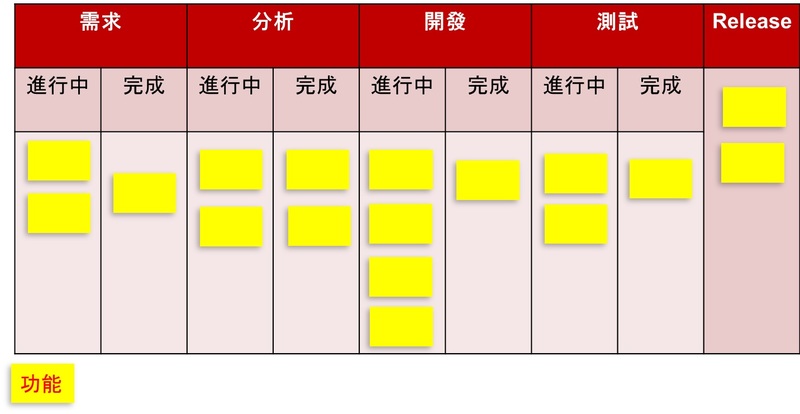 需求 分析 開發 測試 Release
進行中 完成 進行中 完成 進行中 完成 進行中 完成
功能